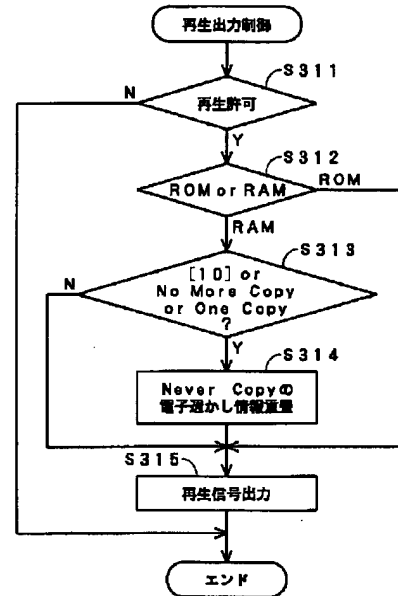 再生出力制御
S311
N
再生許可
Y
S312
ROM or RAM
ROM
RAM
S313
N
[10] or
No More Copy
or One Copy
?
Y
S314
Never Copyの
電子透かし情報重畳
S315
再生信号出力
エンド